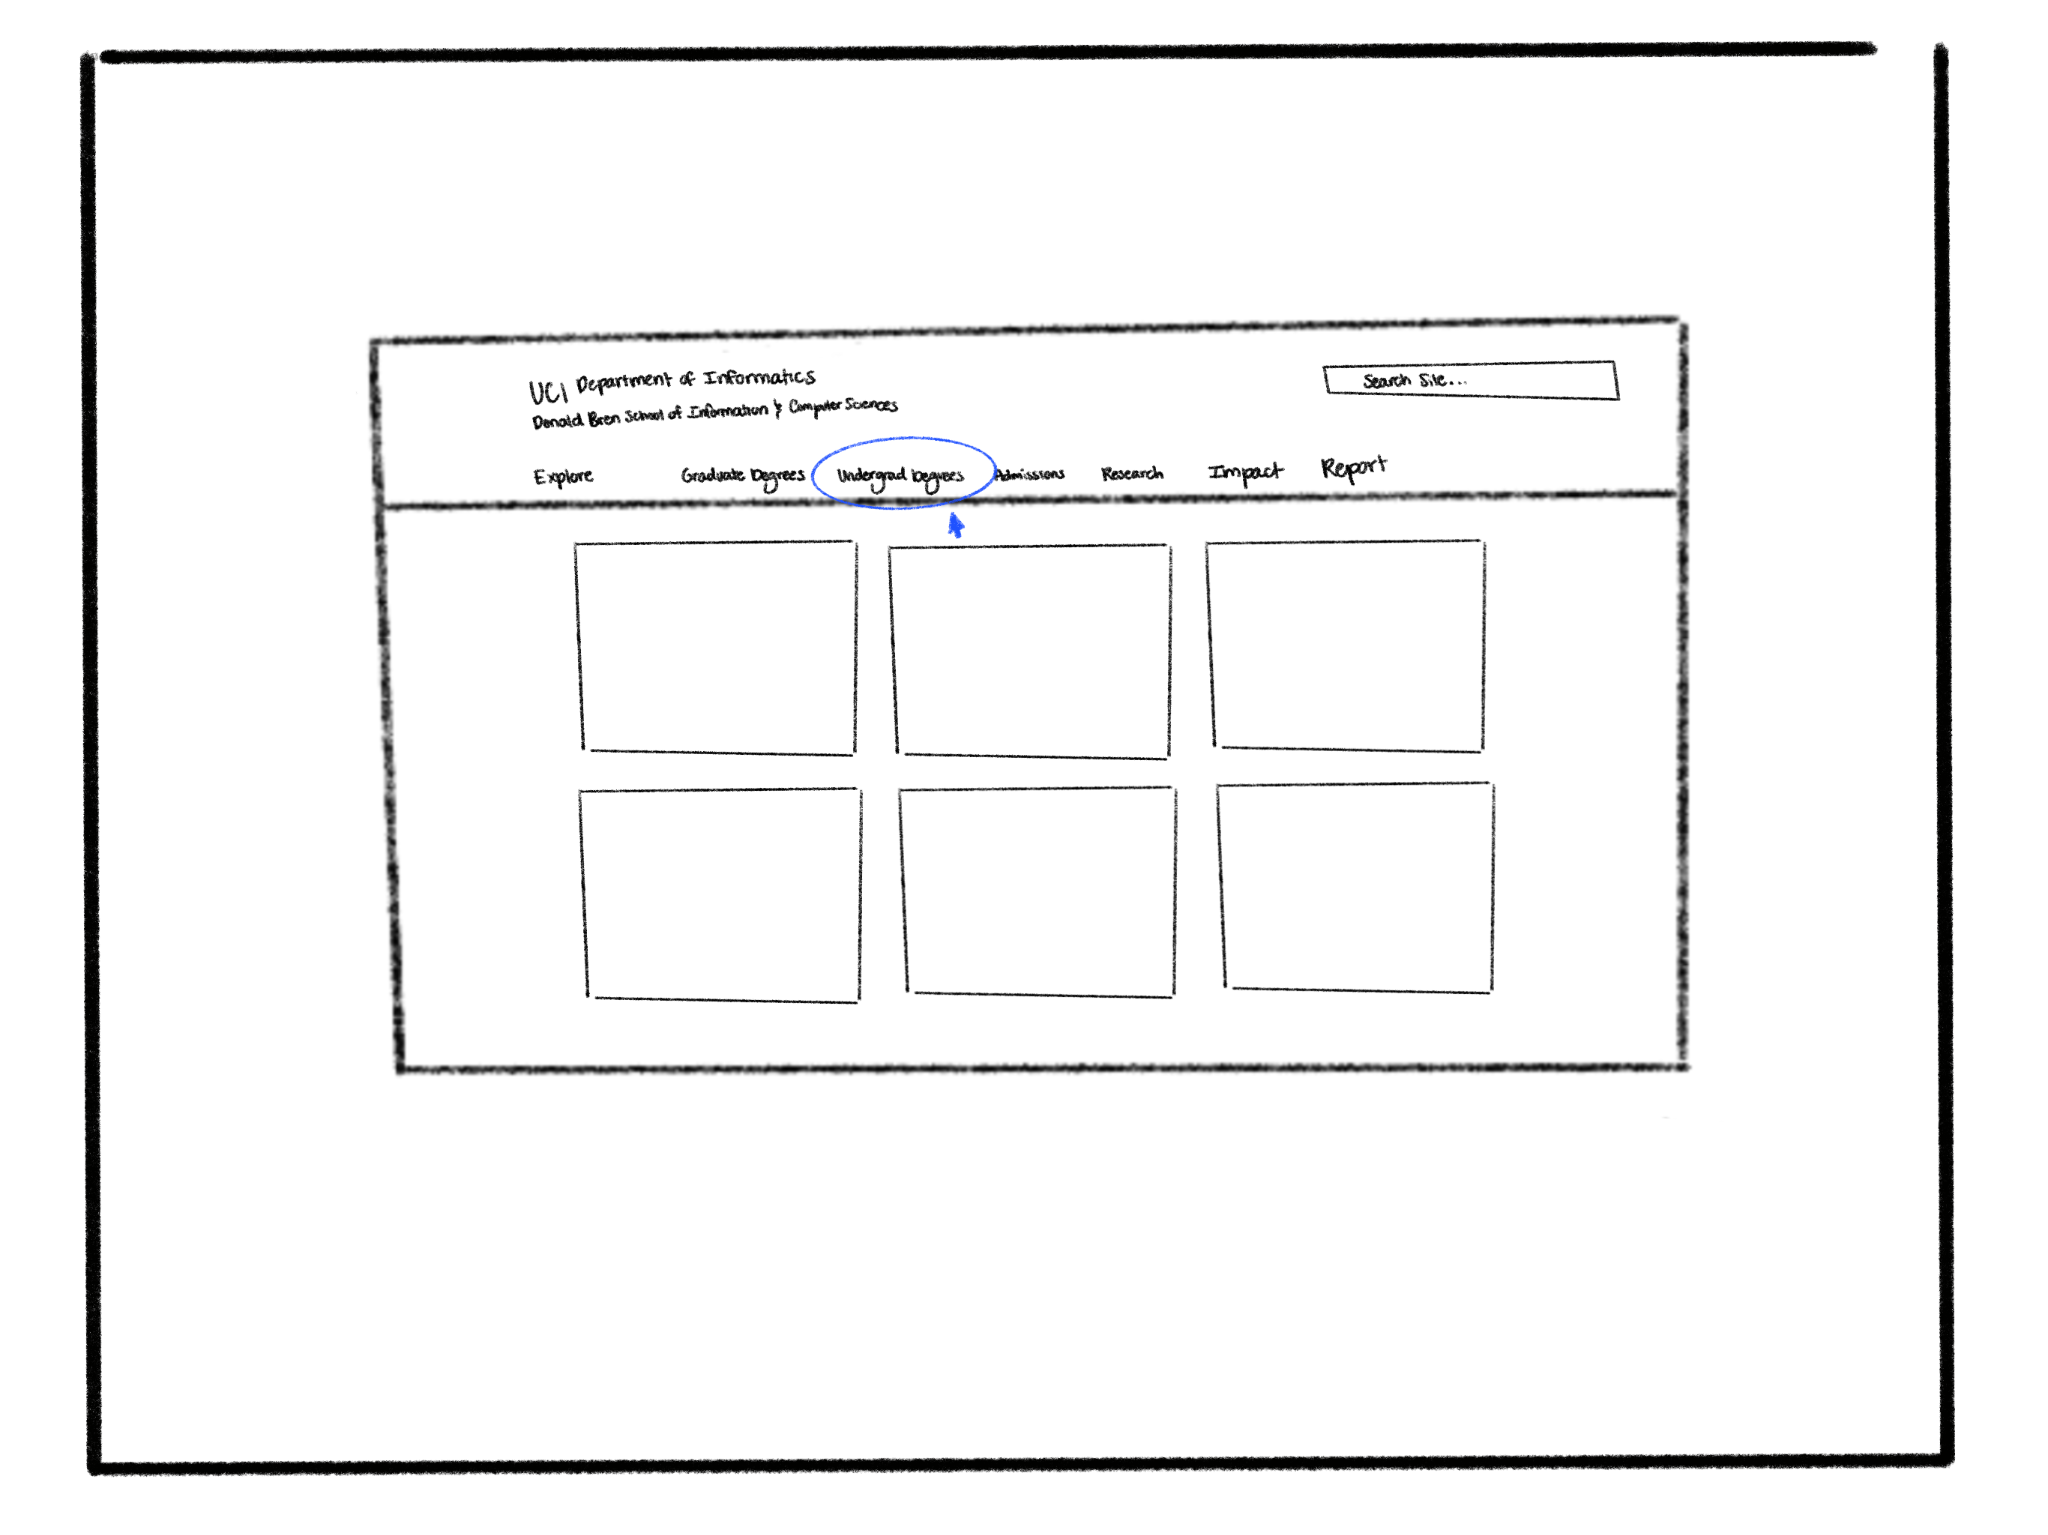 UCI Department of Informatics
Donald Bren School of Information & Computer Sciences
Search Site...
Explore Graduate Degrees Undergrad Degrees Admissions Research Impact Report